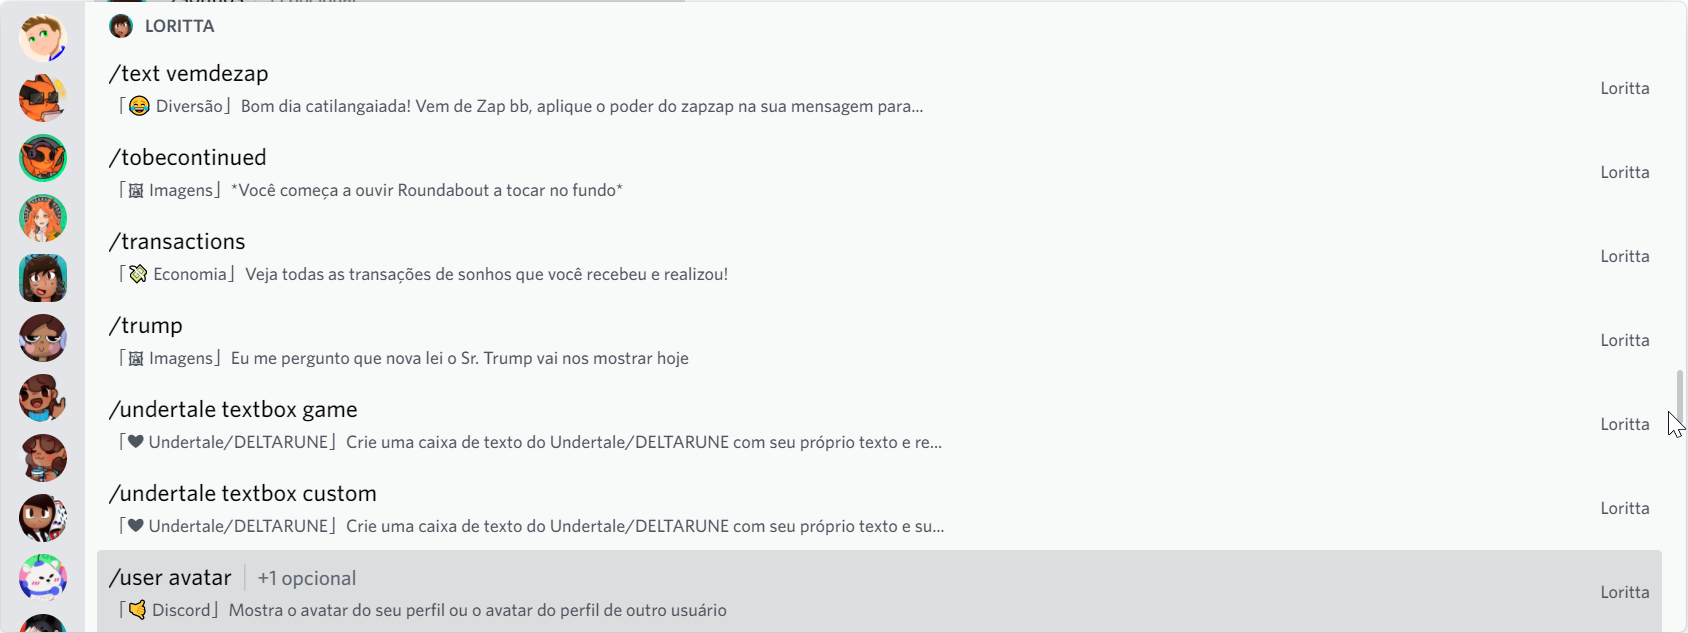 LORITTA
/text vemdezap
「😂 Diversão」 Bom dia catilangaiada! Vem de Zap bb, aplique o poder do zapzap na sua mensagem para...
Loritta
/tobecontinued
「🖼 Imagens」 *Você começa a ouvir Roundabout a tocar no fundo*
Loritta
/transactions
「💸 Economia」 Veja todas as transações de sonhos que você recebeu e realizou!
Loritta
/trump
「🖼 Imagens」 Eu me pergunto que nova lei o Sr. Trump vai nos mostrar hoje
Loritta
/undertale textbox game
「❤ Undertale/DELTARUNE」 Crie uma caixa de texto do Undertale/DELTARUNE com seu próprio texto e re...
Loritta
/undertale textbox custom
「❤ Undertale/DELTARUNE」 Crie uma caixa de texto do Undertale/DELTARUNE com seu próprio texto e su...
Loritta
/user avatar +1 opcional
「🤙 Discord」 Mostra o avatar do seu perfil ou o avatar do perfil de outro usuário
Loritta